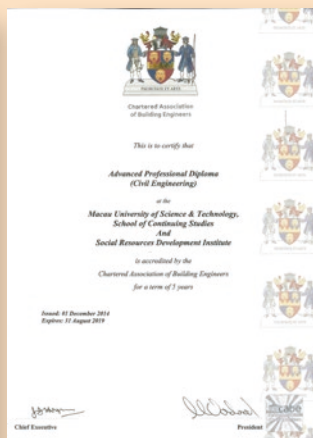 Chartered Association
of Building Engineers
This is to certify that
Advanced Professional Diploma
(Civil Engineering)
at the
Macau University of Science & Technology,
School of Continuing Studies
And
Social Resources Development Institute
is accredited by the
Chartered Association of Building Engineers
for a term of 5 years
Issued: 01 December 2014
Expires: 31 August 2019
cabe
Chief Executive
President